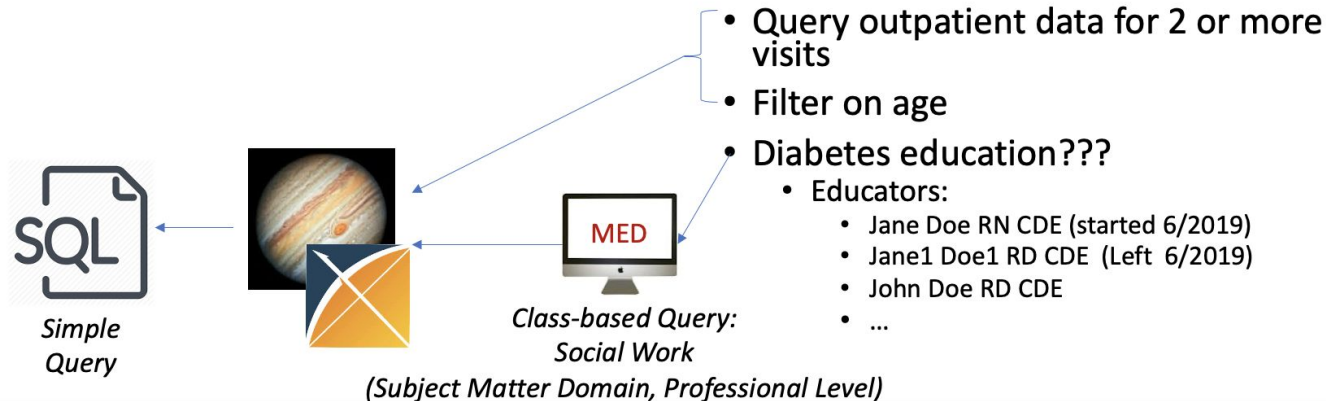 • Query outpatient data for 2 or more
visits
• Filter on age
• Diabetes education???
• Educators:
• Jane Doe RN CDE (started 6/2019)
• Jane1 Doe1 RD CDE (Left 6/2019)
• John Doe RD CDE
• ...
SQL
Simple
Query
MED
Class-based Query:
Social Work
(Subject Matter Domain, Professional Level)